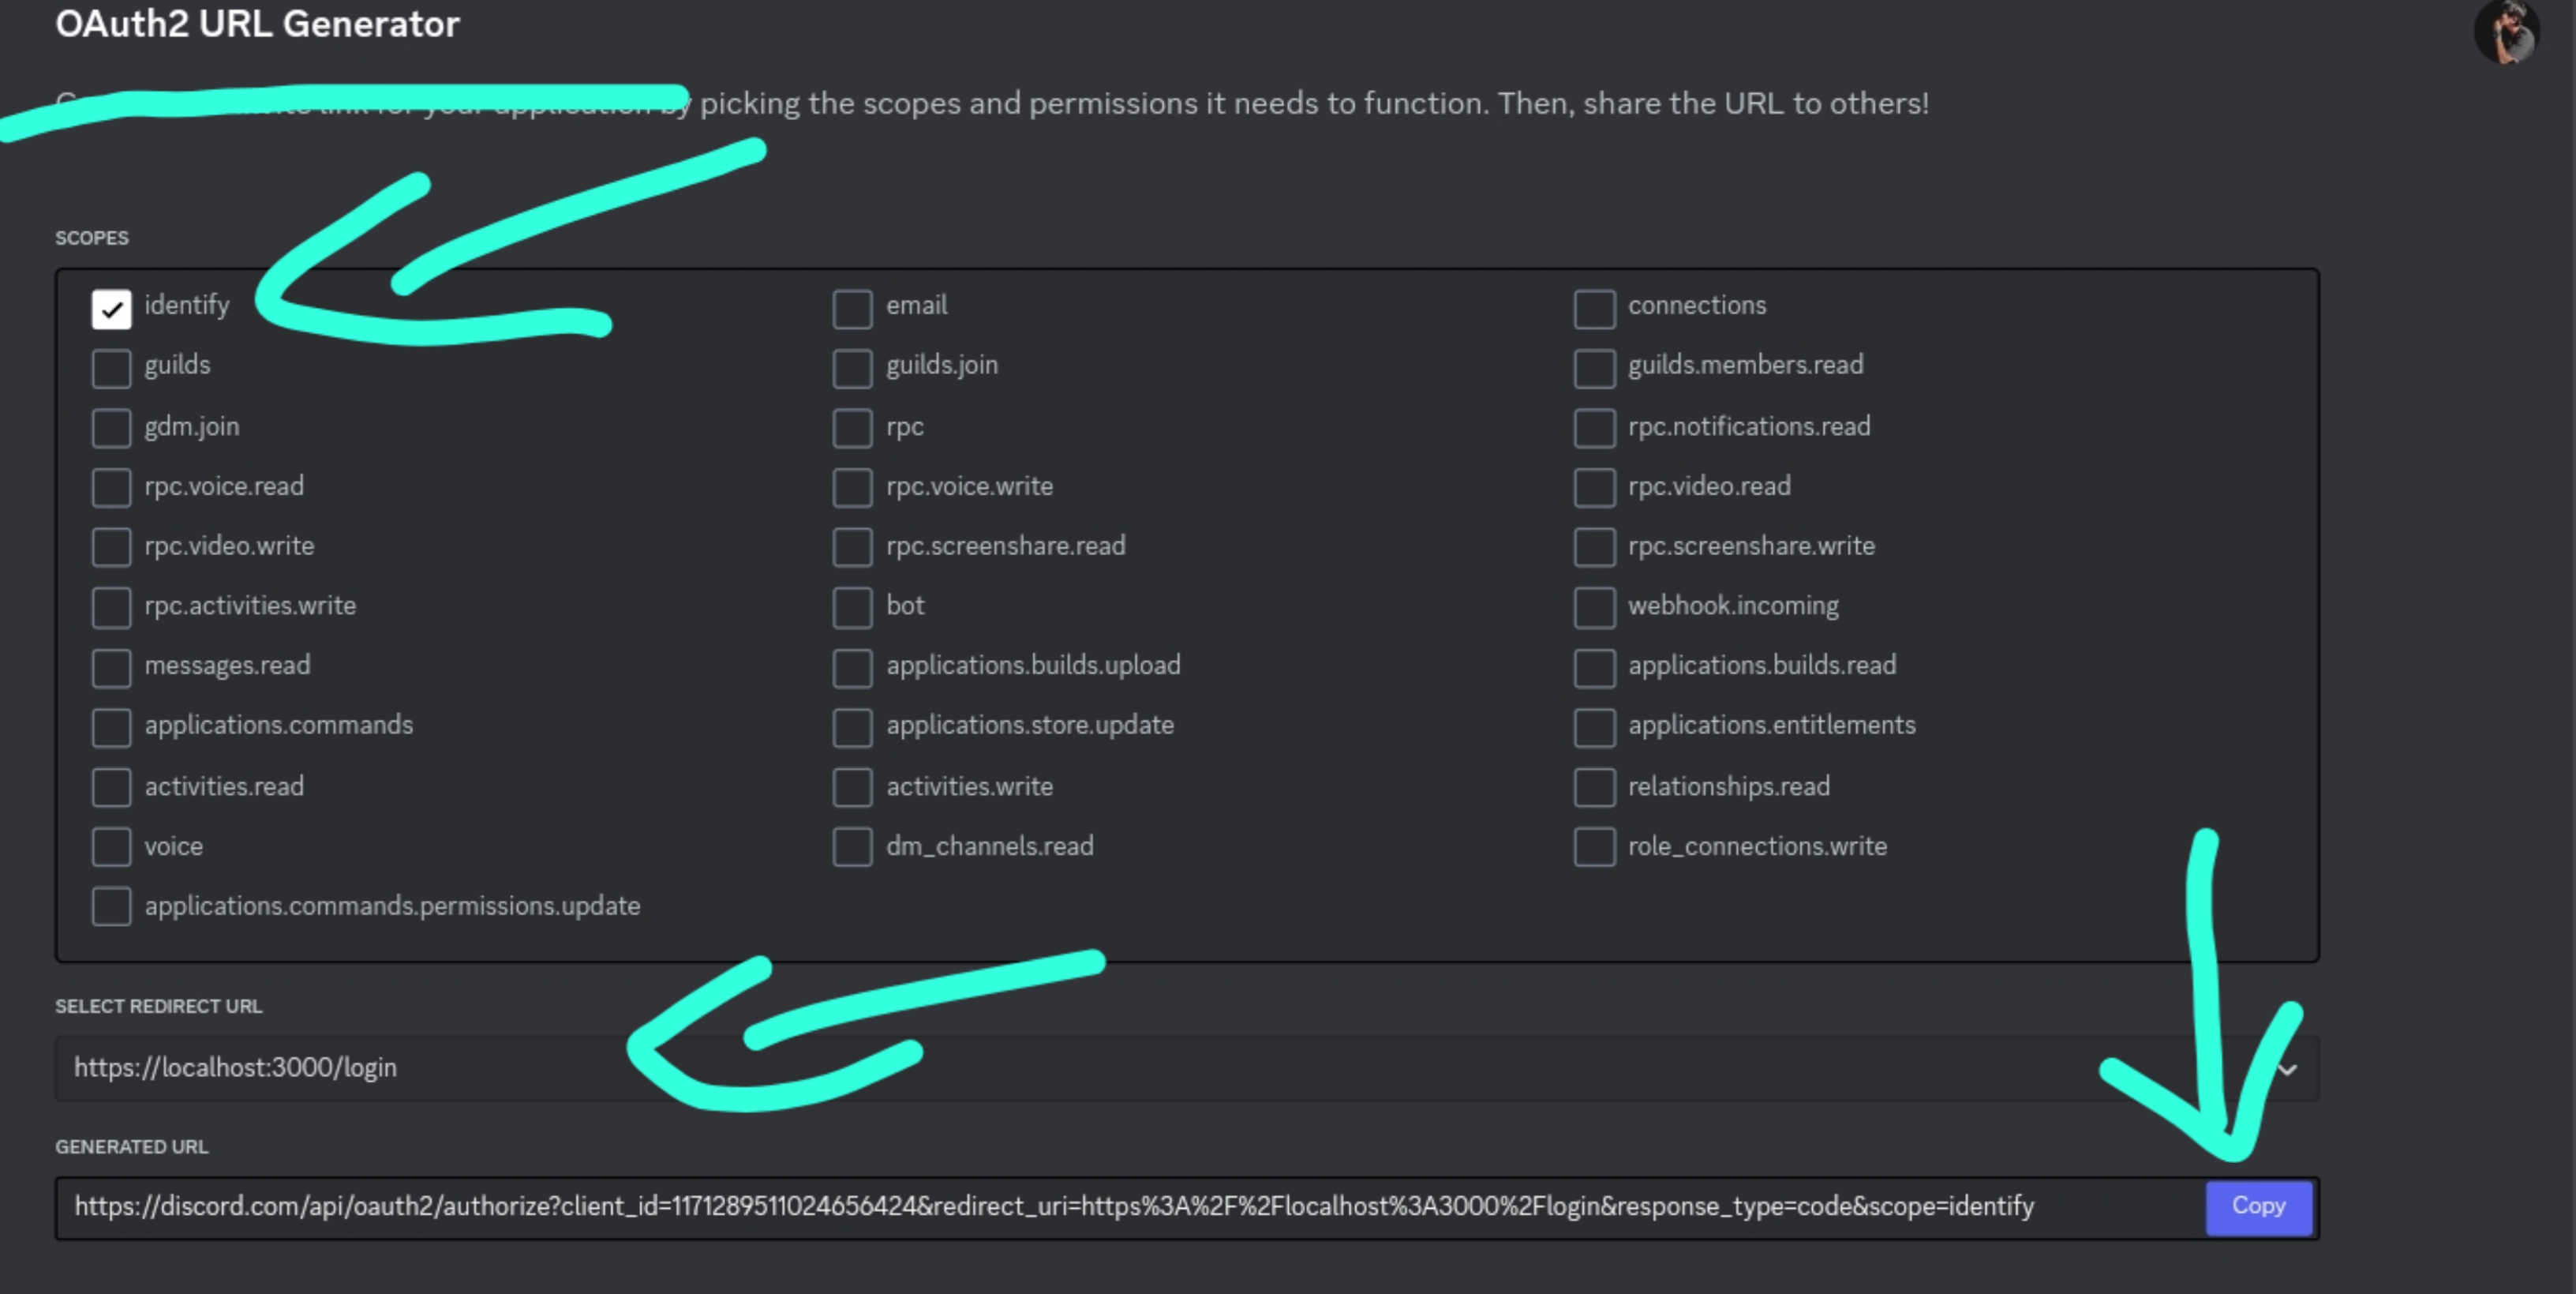 OAuth2 URL Generator
link for your application by picking the scopes and permissions it needs to function. Then, share the URL to others!
SCOPES
identify
email
connections
guilds
guilds.join
guilds.members.read
gdm.join
rpc
rpc.notifications.read
rpc.voice.read
rpc.voice.write
rpc.video.read
rpc.video.write
rpc.screenshare.read
rpc.screenshare.write
rpc.activities.write
bot
webhook.incoming
messages.read
applications.builds.upload
applications.builds.read
applications.commands
applications.store.update
applications.entitlements
activities.read
activities.write
relationships.read
voice
dm_channels.read
role_connections.write
applications.commands.permissions.update
SELECT REDIRECT URL
https://localhost:3000/login
GENERATED URL
https://discord.com/api/oauth2/authorize?client_id=1171289511024656424&redirect_uri=https%3A%2F%2Flocalhost%3A3000%2Flogin&response_type=code&scope=identify
Copy